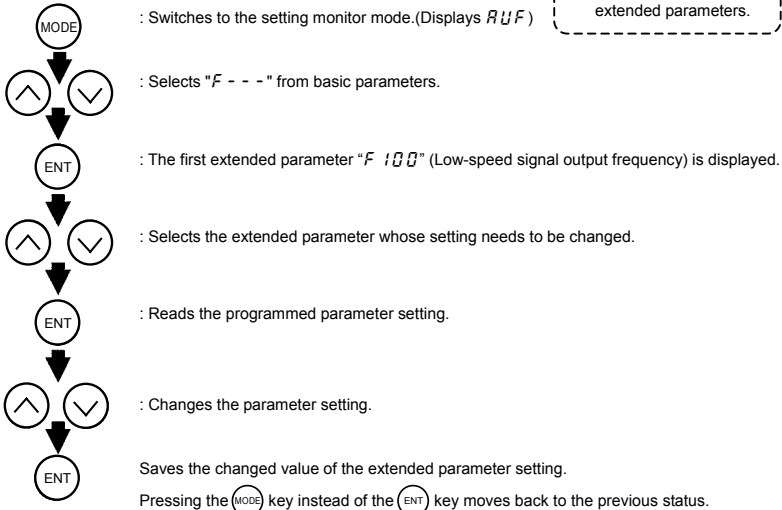 extended parameters.
MODE : Switches to the setting monitor mode.(Displays AUF)
: Selects "F - - -" from basic parameters.
ENT : The first extended parameter “F 100” (Low-speed signal output frequency) is displayed.
: Selects the extended parameter whose setting needs to be changed.
ENT : Reads the programmed parameter setting.
: Changes the parameter setting.
ENT Saves the changed value of the extended parameter setting.
Pressing the MODE key instead of the ENT key moves back to the previous status.